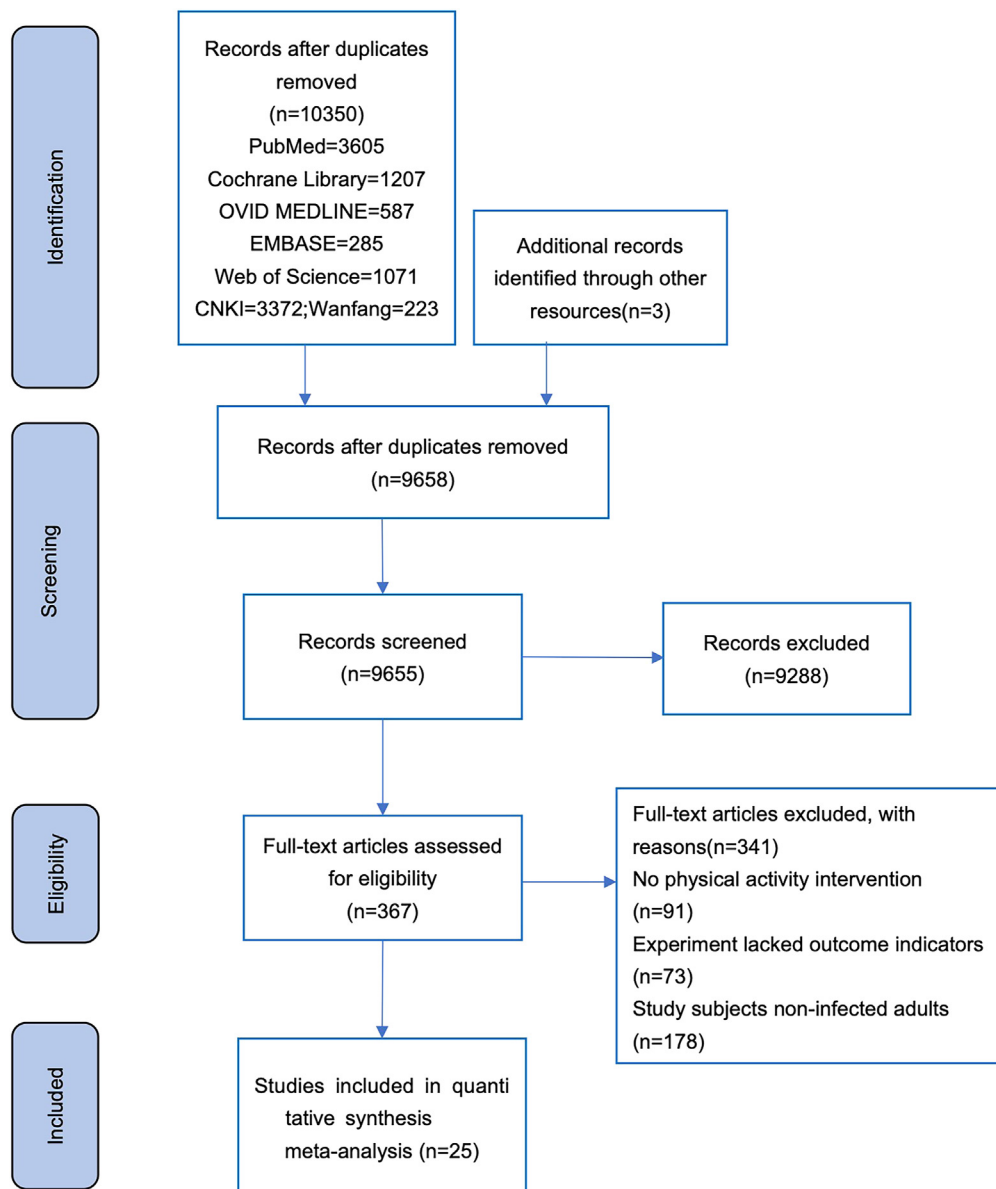 Identification
Records after duplicates
removed
(n=10350)
PubMed=3605
Cochrane Library=1207
OVID MEDLINE=587
EMBASE=285
Web of Science=1071
CNKI=3372;Wanfang=223
Additional records
identified through other
resources(n=3)
Screening
Records after duplicates removed
(n=9658)
Records screened
(n=9655)
Records excluded
(n=9288)
Eligibility
Full-text articles assessed
for eligibility
(n=367)
Full-text articles excluded, with
reasons(n=341)
No physical activity intervention
(n=91)
Experiment lacked outcome indicators
(n=73)
Study subjects non-infected adults
(n=178)
Included
Studies included in quanti
tative synthesis
meta-analysis (n=25)